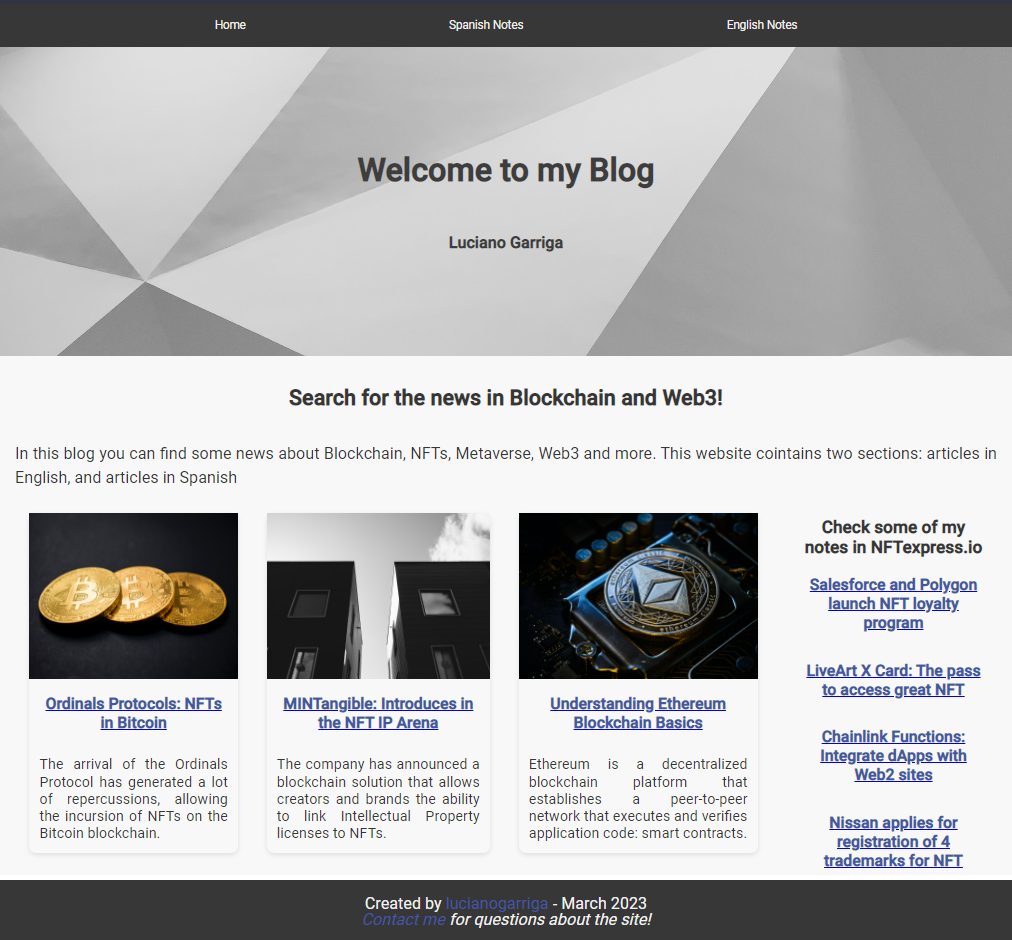 Home
Spanish Notes
English Notes
Welcome to my Blog
Luciano Garriga
Search for the news in Blockchain and Web3!
In this blog you can find some news about Blockchain, NFTs, Metaverse, Web3 and more. This website cointains two sections: articles in
English, and articles in Spanish
Ordinals Protocols: NFTs
in Bitcoin
The arrival of the Ordinals
Protocol has generated a lot
of repercussions, allowing
the incursion of NFTs on the
Bitcoin blockchain.
MINTangible: Introduces in
the NFT IP Arena
The company has announced a
blockchain solution that allows
creators and brands the ability
to link Intellectual Property
licenses to NFTs.
ethereum classic
Understanding Ethereum
Blockchain Basics
Ethereum is a decentralized
blockchain platform that
establishes a peer-to-peer
network that executes and verifies
application code: smart contracts.
Check some of my
notes in NFTexpress.io
Salesforce and Polygon
launch NFT loyalty
program
LiveArt X Card: The pass
to access great NFT
Chainlink Functions:
Integrate dApps with
Web2 sites
Nissan applies for
registration of 4
trademarks for NFT
Created by lucianogarriga - March 2023
Contact me for questions about the site!